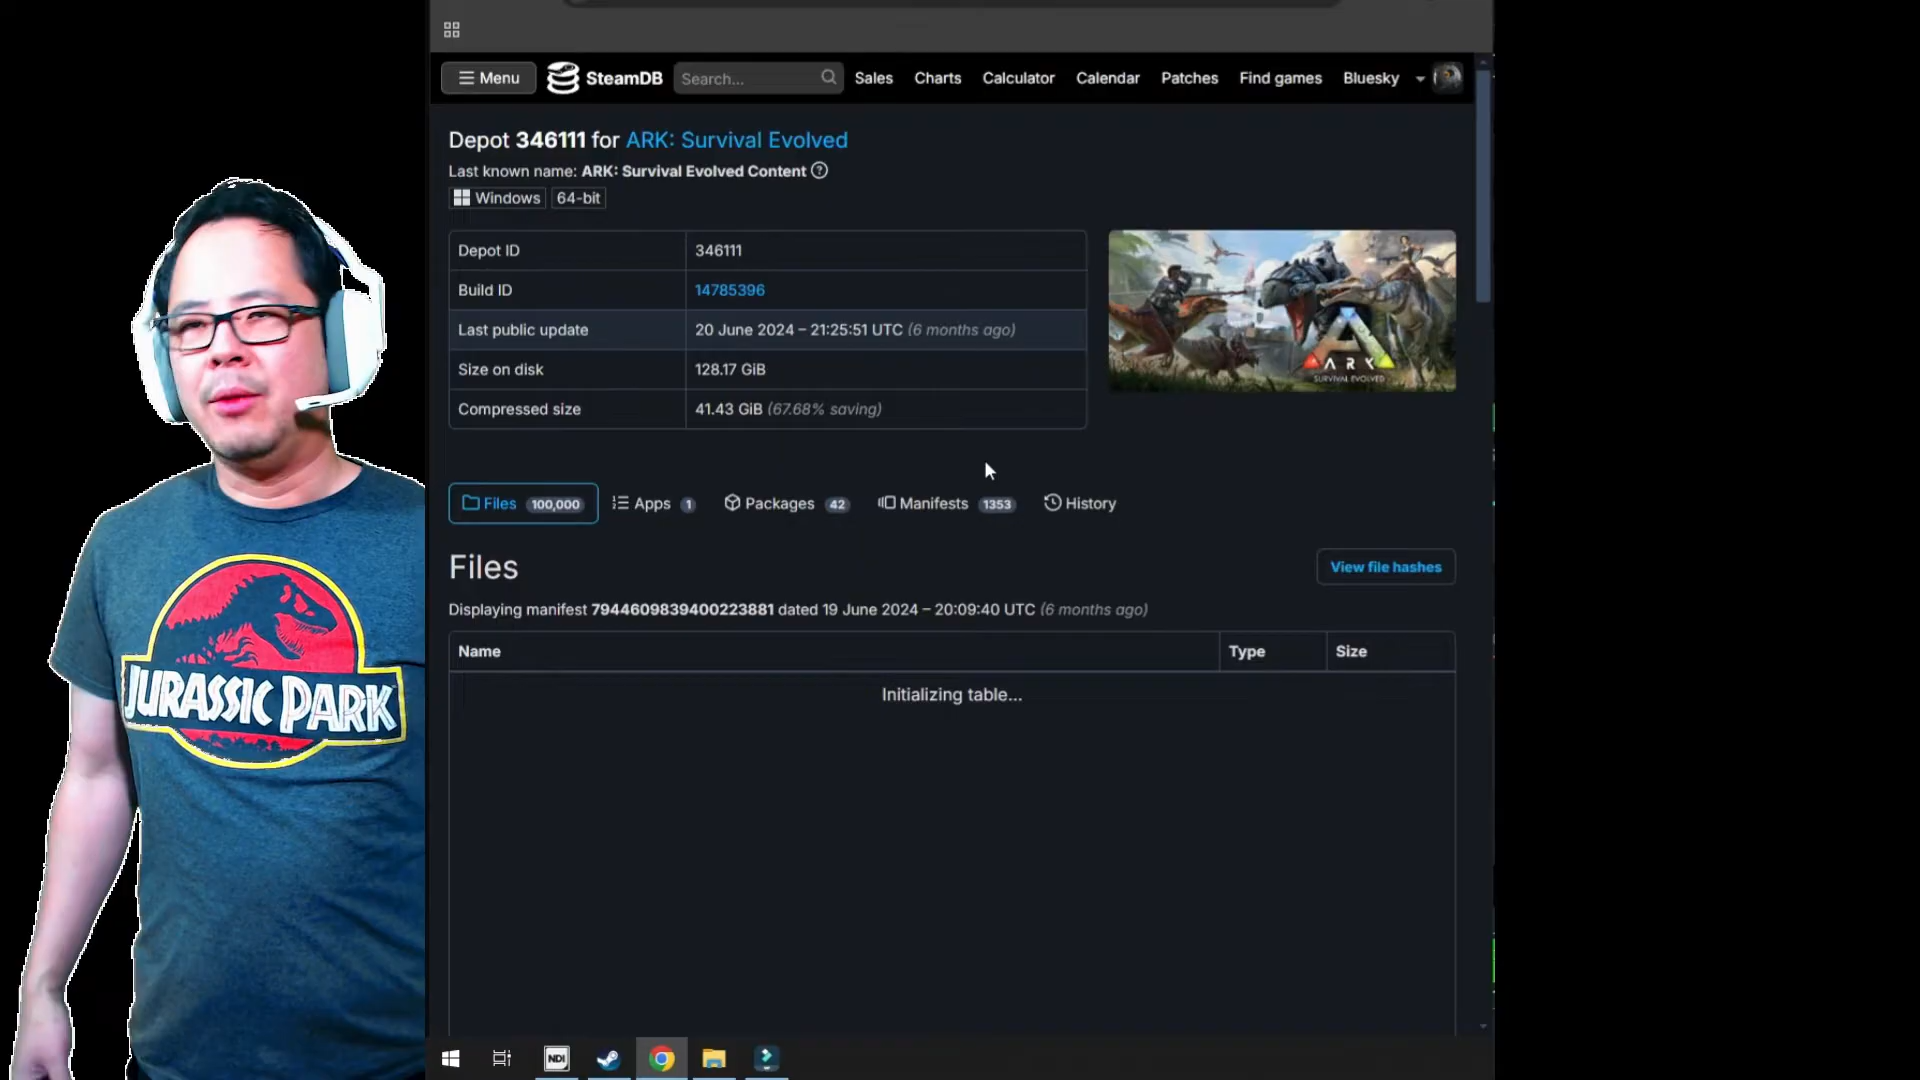 Menu
SteamDB
Search...
Sales
Charts
Calculator
Calendar
Patches
Find games
Bluesky
Depot 346111 for ARK: Survival Evolved
Last known name: ARK: Survival Evolved Content
Windows
64-bit
Depot ID 346111
Build ID 14785396
Last public update 20 June 2024 – 21:25:51 UTC (6 months ago)
Size on disk 128.17 GiB
Compressed size 41.43 GiB (67.68% saving)
ARK
SURVIVAL EVOLVED
Files 100,000
Apps 1
Packages 42
Manifests 1353
History
Files
View file hashes
Displaying manifest 7944609839400223881 dated 19 June 2024 – 20:09:40 UTC (6 months ago)
Name Type Size
Initializing table...
JURASSIC PARK
NDI